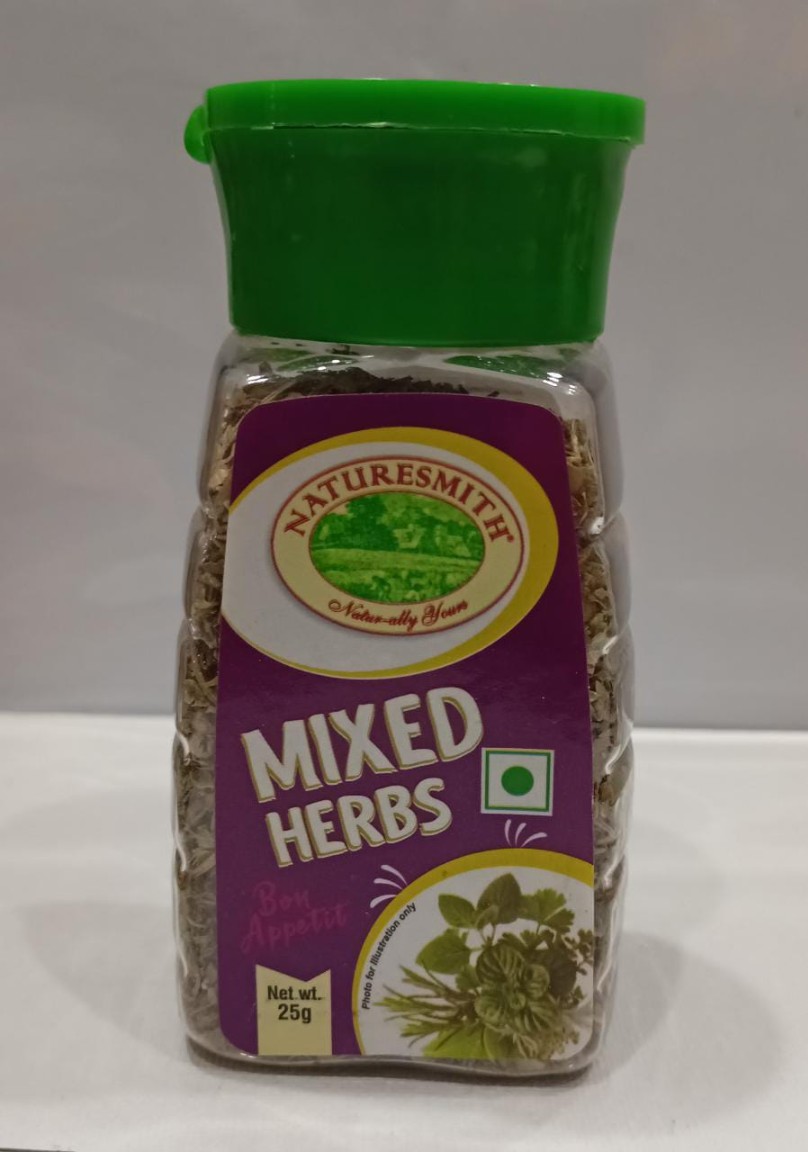 NATURESMITH®
Natur-ally Yours
MIXED
HERBS
Bon
Appetit
Photo for Illustration only
Net wt.
25g